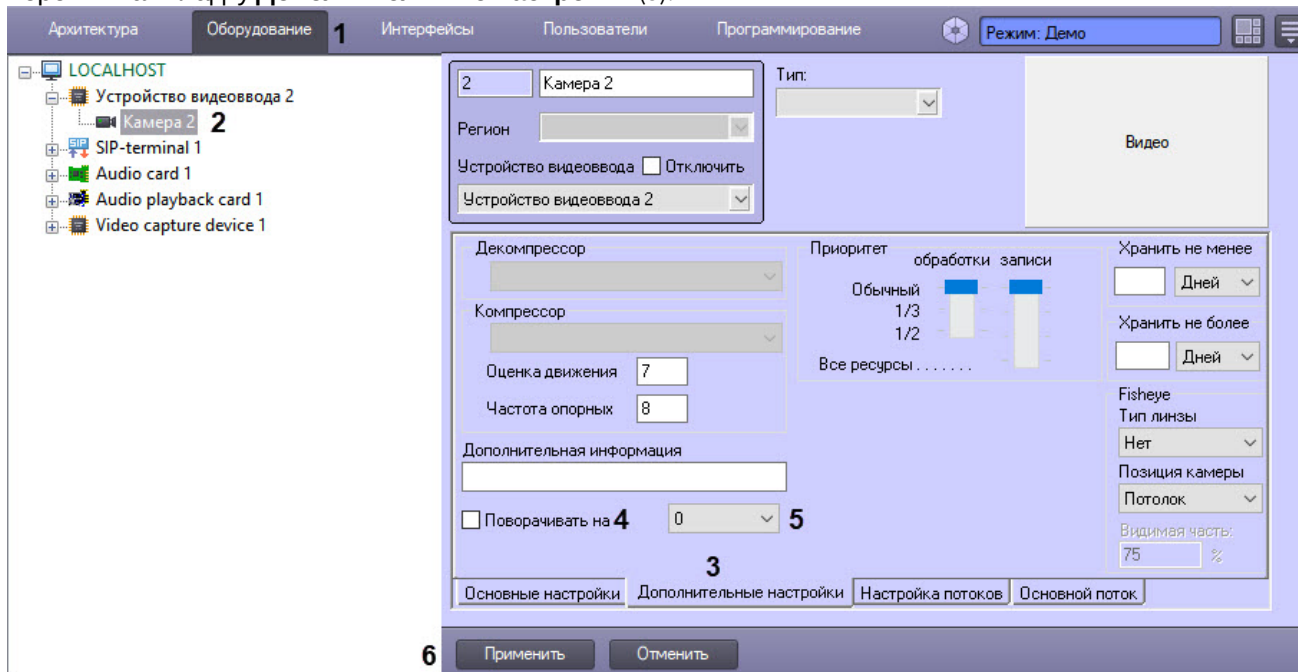 Архитектура Оборудование 1 Интерфейсы Пользователи Программирование Режим: Демо
LOCALHOST
Устройство видеоввода 2
Камера 2 2
SIP-terminal 1
Audio card 1
Audio playback card 1
Video capture device 1
2 Камера 2
Регион
Устройство видеоввода Отключить
Устройство видеоввода 2
Тип:
Видео
Декомпрессор
Компрессор
Оценка движения 7
Частота опорных 8
Дополнительная информация
Поворачивать на 4 0 5
Приоритет
обработки записи
Обычный
1/3
1/2
Все ресурсы . . . . . . .
Хранить не менее
Дней
Хранить не более
Дней
Fisheye
Тип линзы
Нет
Позиция камеры
Потолок
Видимая часть:
75 %
3
Основные настройки Дополнительные настройки Настройка потоков Основной поток
6 Применить Отменить